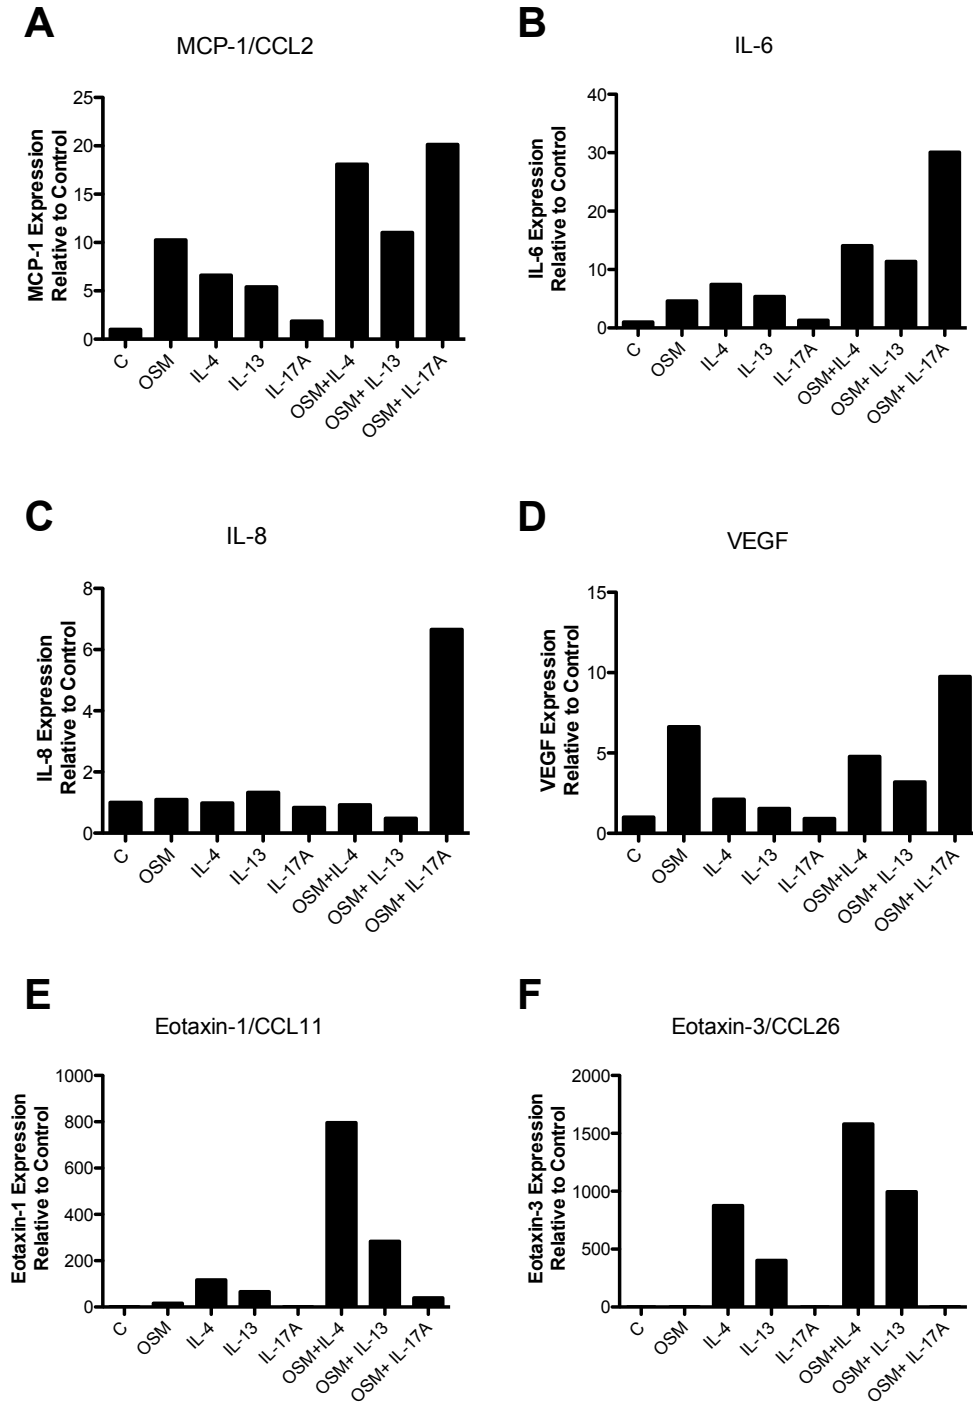 A
MCP-1/CCL2
MCP-1 Expression
Relative to Control
25
20
15
10
5
0
C
OSM
IL-4
IL-13
IL-17A
OSM+IL-4
OSM+ IL-13
OSM+ IL-17A
B
IL-6
IL-6 Expression
Relative to Control
40
30
20
10
0
C
OSM
IL-4
IL-13
IL-17A
OSM+IL-4
OSM+ IL-13
OSM+ IL-17A
C
IL-8
IL-8 Expression
Relative to Control
8
6
4
2
0
C
OSM
IL-4
IL-13
IL-17A
OSM+IL-4
OSM+ IL-13
OSM+ IL-17A
D
VEGF
VEGF Expression
Relative to Control
15
10
5
0
C
OSM
IL-4
IL-13
IL-17A
OSM+IL-4
OSM+ IL-13
OSM+ IL-17A
E
Eotaxin-1/CCL11
Eotaxin-1 Expression
Relative to Control
1000
800
600
400
200
0
C
OSM
IL-4
IL-13
IL-17A
OSM+IL-4
OSM+ IL-13
OSM+ IL-17A
F
Eotaxin-3/CCL26
Eotaxin-3 Expression
Relative to Control
2000
1500
1000
500
0
C
OSM
IL-4
IL-13
IL-17A
OSM+IL-4
OSM+ IL-13
OSM+ IL-17A